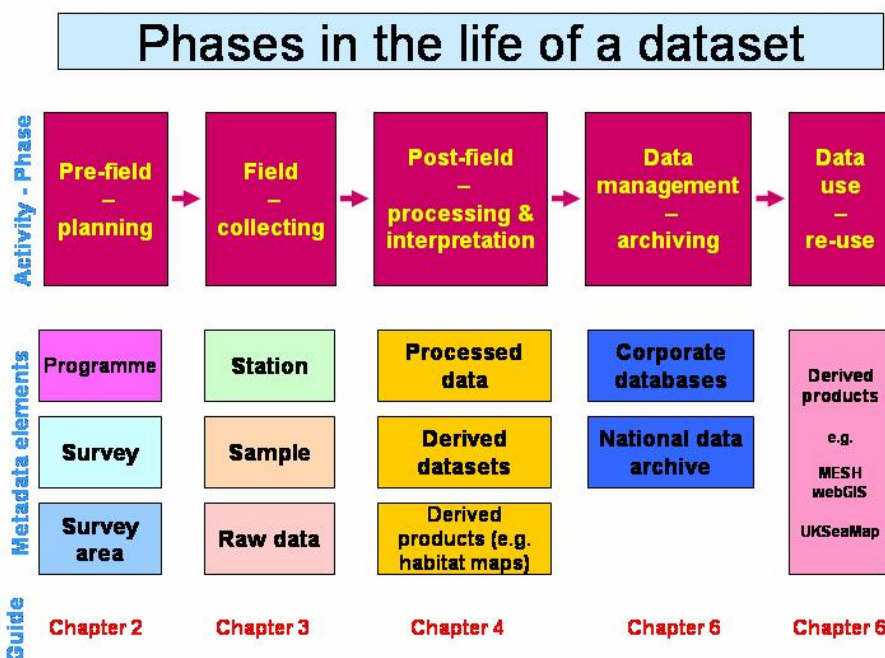 Phases in the life of a dataset
Activity - Phase
Pre-field
–
planning
Field
–
collecting
Post-field
–
processing &
interpretation
Data
management
–
archiving
Data
use
–
re-use
Metadata elements
Programme
Survey
Survey
area
Station
Sample
Raw data
Processed
data
Derived
datasets
Derived
products (e.g.
habitat maps)
Corporate
databases
National data
archive
Derived
products
e.g.
MESH
webGIS
UKSeaMap
Guide
Chapter 2
Chapter 3
Chapter 4
Chapter 6
Chapter 5